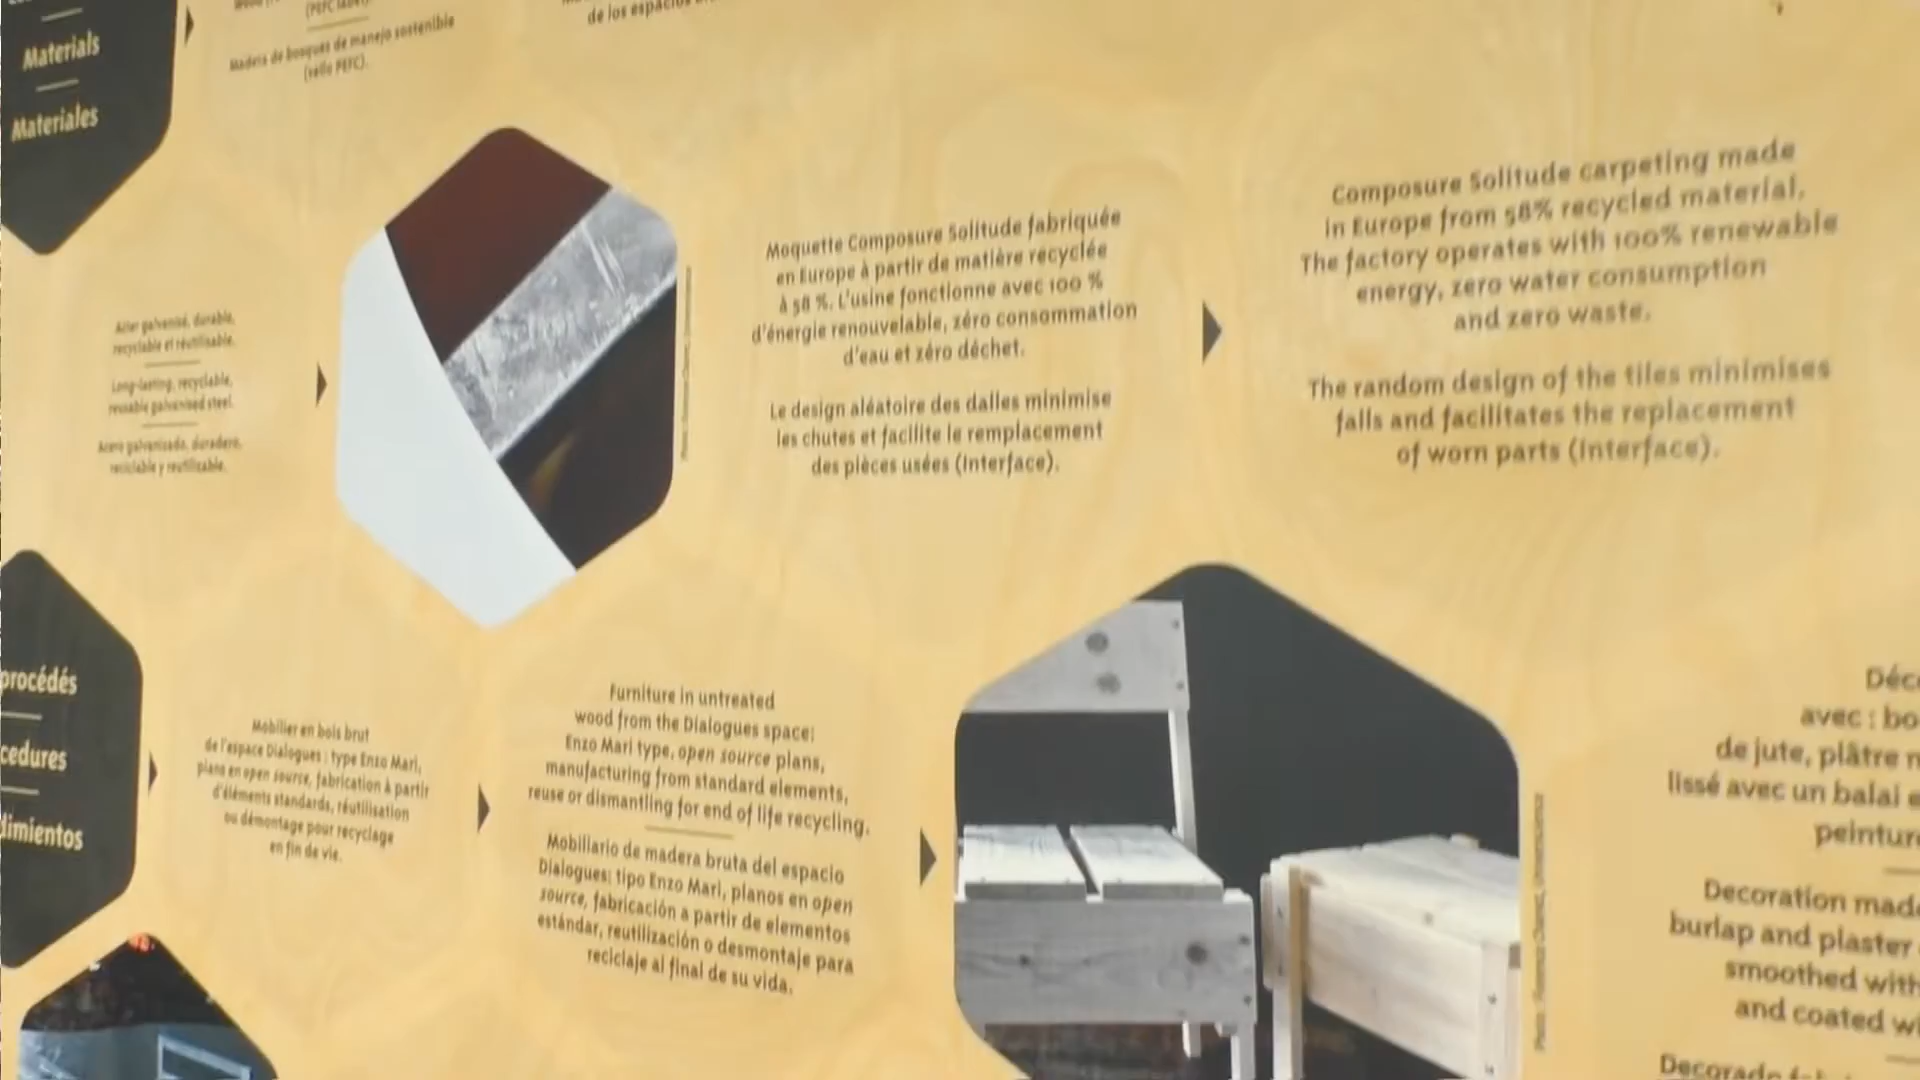 Materials
Materiales
(PEFC label).
Madera de bosques de manejo sostenible
(sello PEFC).
de los espacios
Acier galvanisé, durable,
recyclable et réutilisable.
Long-lasting, recyclable,
reusable galvanised steel.
Acero galvanizado, duradero,
reciclable y reutilizable.
Moquette Composure Solitude fabriquée
en Europe à partir de matière recyclée
à 58 %. L'usine fonctionne avec 100 %
d'énergie renouvelable, zéro consommation
d'eau et zéro déchet.
Le design aléatoire des dalles minimise
les chutes et facilite le remplacement
des pièces usées (Interface).
Composure Solitude carpeting made
in Europe from 58% recycled material.
The factory operates with 100% renewable
energy, zero water consumption
and zero waste.
The random design of the tiles minimises
falls and facilitates the replacement
of worn parts (Interface).
procédés
cedures
dimientos
Mobilier en bois brut
de l'espace Dialogues : type Enzo Mari,
plans en open source, fabrication à partir
d'éléments standards, réutilisation
ou démontage pour recyclage
en fin de vie.
Furniture in untreated
wood from the Dialogues space:
Enzo Mari type, open source plans,
manufacturing from standard elements,
reuse or dismantling for end of life recycling.
Mobiliario de madera bruta del espacio
Dialogues: tipo Enzo Mari, planos en open
source, fabricación a partir de elementos
estándar, reutilización o desmontaje para
reciclaje al final de su vida.
Déc
avec : bo
de jute, plâtre
lissé avec un balai
peinture
Decoration mad
burlap and plaster
smoothed with
and coated wi
Decorado